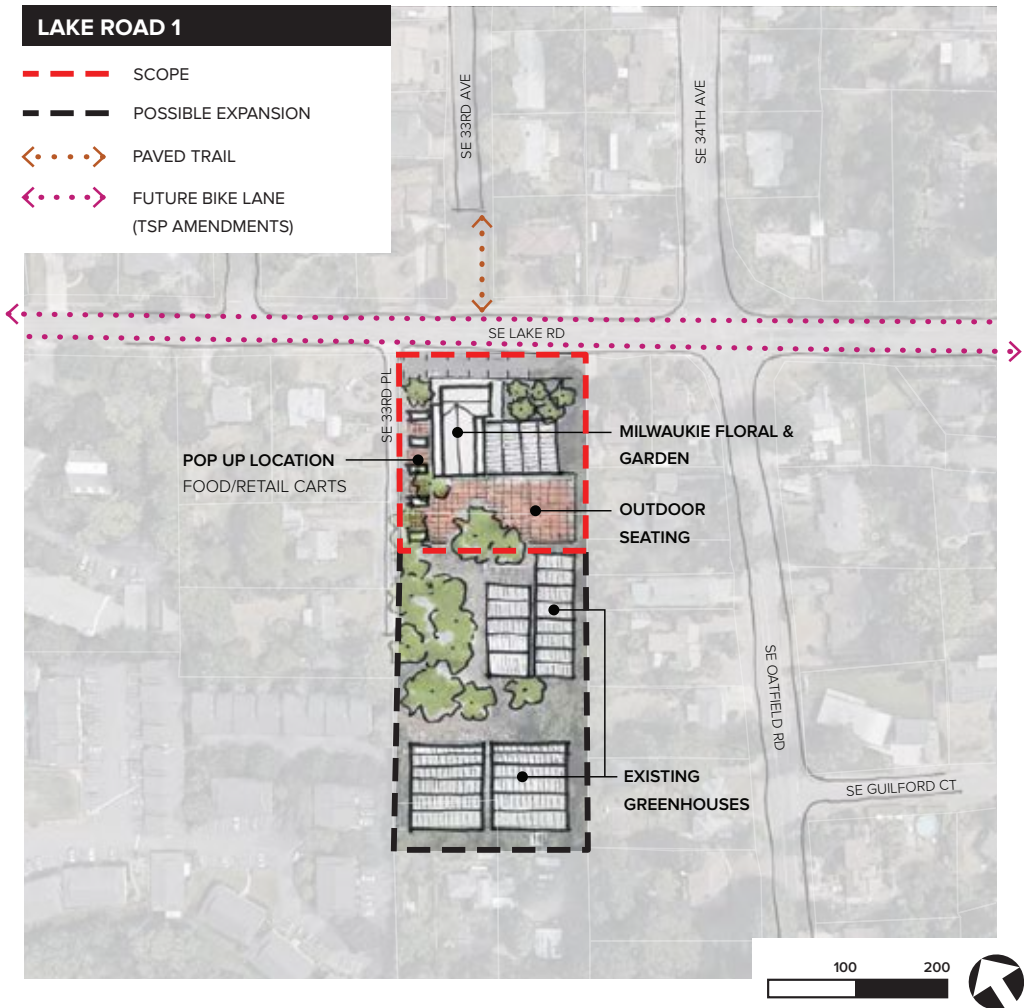 LAKE ROAD 1
SCOPE
POSSIBLE EXPANSION
PAVED TRAIL
FUTURE BIKE LANE
(TSP AMENDMENTS)
SE 33RD AVE
SE 34TH AVE
SE LAKE RD
SE 33RD PL
MILWAUKIE FLORAL &
GARDEN
POP UP LOCATION
FOOD/RETAIL CARTS
OUTDOOR
SEATING
SE OATFIELD RD
EXISTING
GREENHOUSES
SE GUILFORD CT
100
200